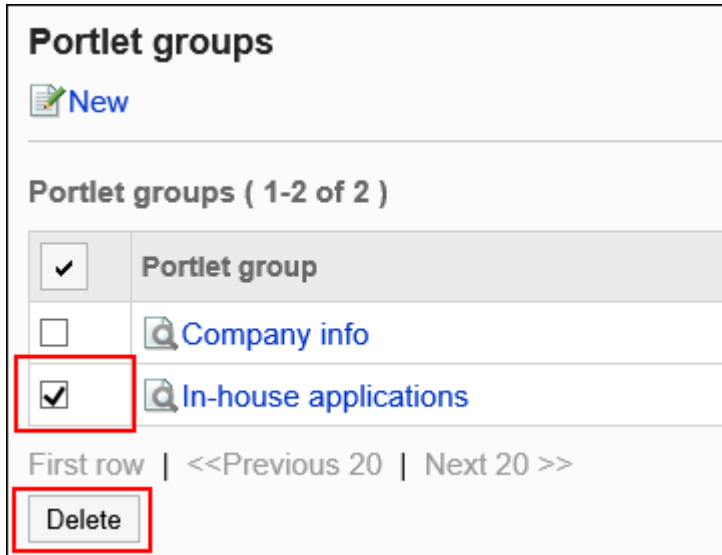 Portlet groups
New
Portlet groups ( 1-2 of 2 )
Portlet group
Company info
In-house applications
First row | <<Previous 20 | Next 20 >>
Delete